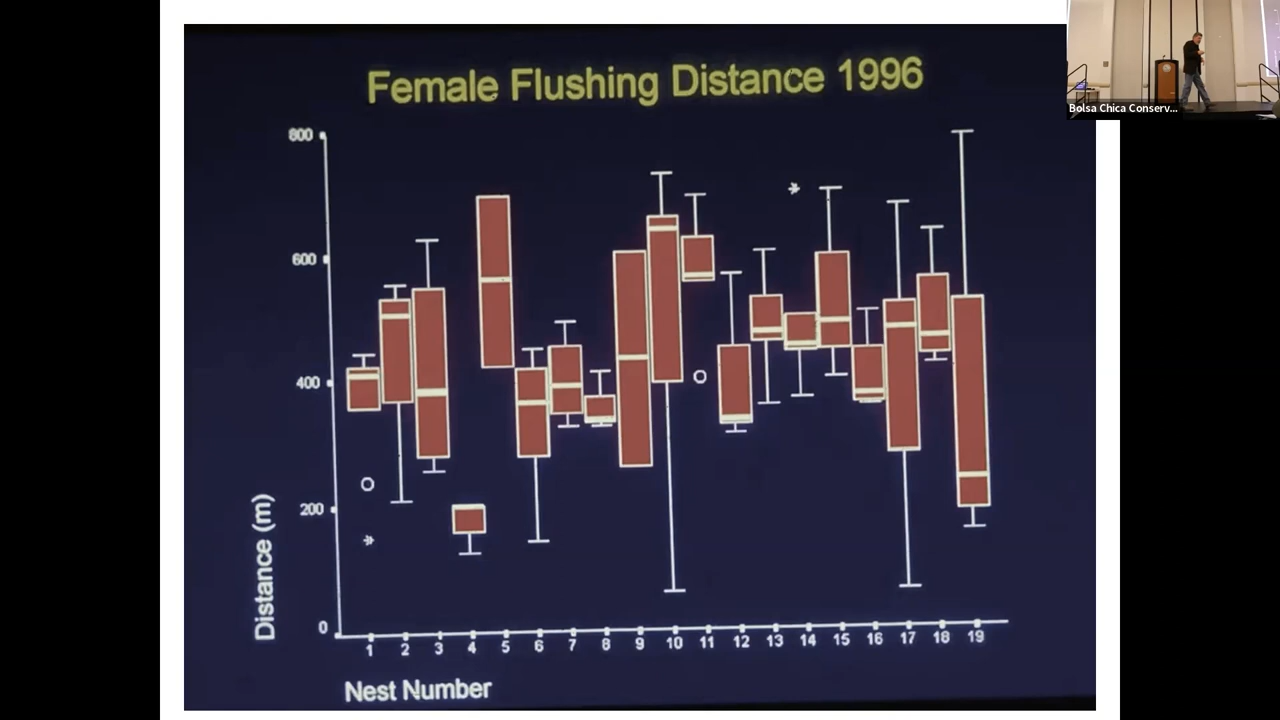 Female Flushing Distance 1996
Bolsa Chica Conserv...
800
600
400
200
0
Distance (m)
1 2 3 4 5 6 7 8 9 10 11 12 13 14 15 16 17 18 19
Nest Number